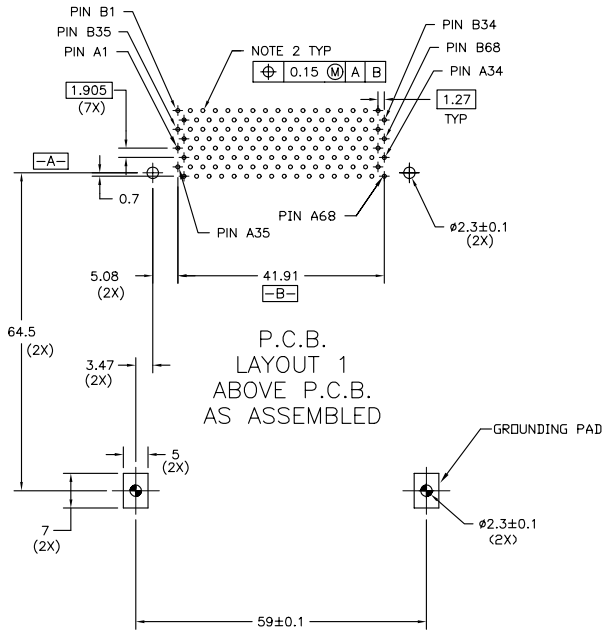 PIN B1
PIN B35
PIN A1
NOTE 2 TYP
⌖ 0.15 Ⓜ A B
PIN B34
PIN B68
PIN A34
1.905
(7X)
1.27
TYP
-A-
0.7
PIN A35
PIN A68
ø2.3±0.1
(2X)
5.08
(2X)
41.91
-B-
64.5
(2X)
3.47
(2X)
P.C.B.
LAYOUT 1
ABOVE P.C.B.
AS ASSEMBLED
5
(2X)
GROUNDING PAD
7
(2X)
ø2.3±0.1
(2X)
59±0.1